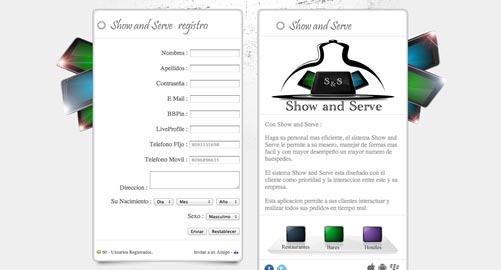 Show and Serve registro
Nombres :
Apellidos :
Contraseña :
E Mail :
BBPin :
LiveProfile :
Telefono FIjo :
Telefono Movil :
Direccion :
Su Nacimiento : Dia Mes Año
Sexo : Masculino
Enviar Restablecer
Usuarios Registrados.
Invitar a un Amigo -
Show and Serve
S & S
Show and Serve
Con Show and Serve :
Haga su personal mas eficiente, el sistema Show and
Serve le permite a su mesero, manejar de formas mas
facil y con mayor desempeño un mayor numero de
huespedes.
El sistema Show and Serve esta diseñado con el
cliente como prioridad y la interaccion entre este y su
empresa.
Esta aplicacion permite a sus clientes interactuar y
realizar todos sus pedidos en tiempo real.
Restaurantes Bares Hoteles